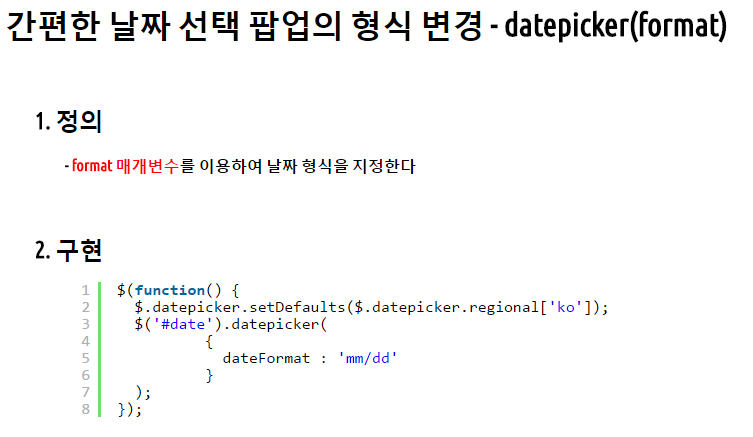 간편한 날짜 선택 팝업의 형식 변경 - datepicker(format)
1. 정의
- format 매개변수를 이용하여 날짜 형식을 지정한다
2. 구현
1 $(function() {
2 $.datepicker.setDefaults($.datepicker.regional['ko']);
3 $('#date').datepicker(
4 {
5 dateFormat : 'mm/dd'
6 }
7 );
8 });